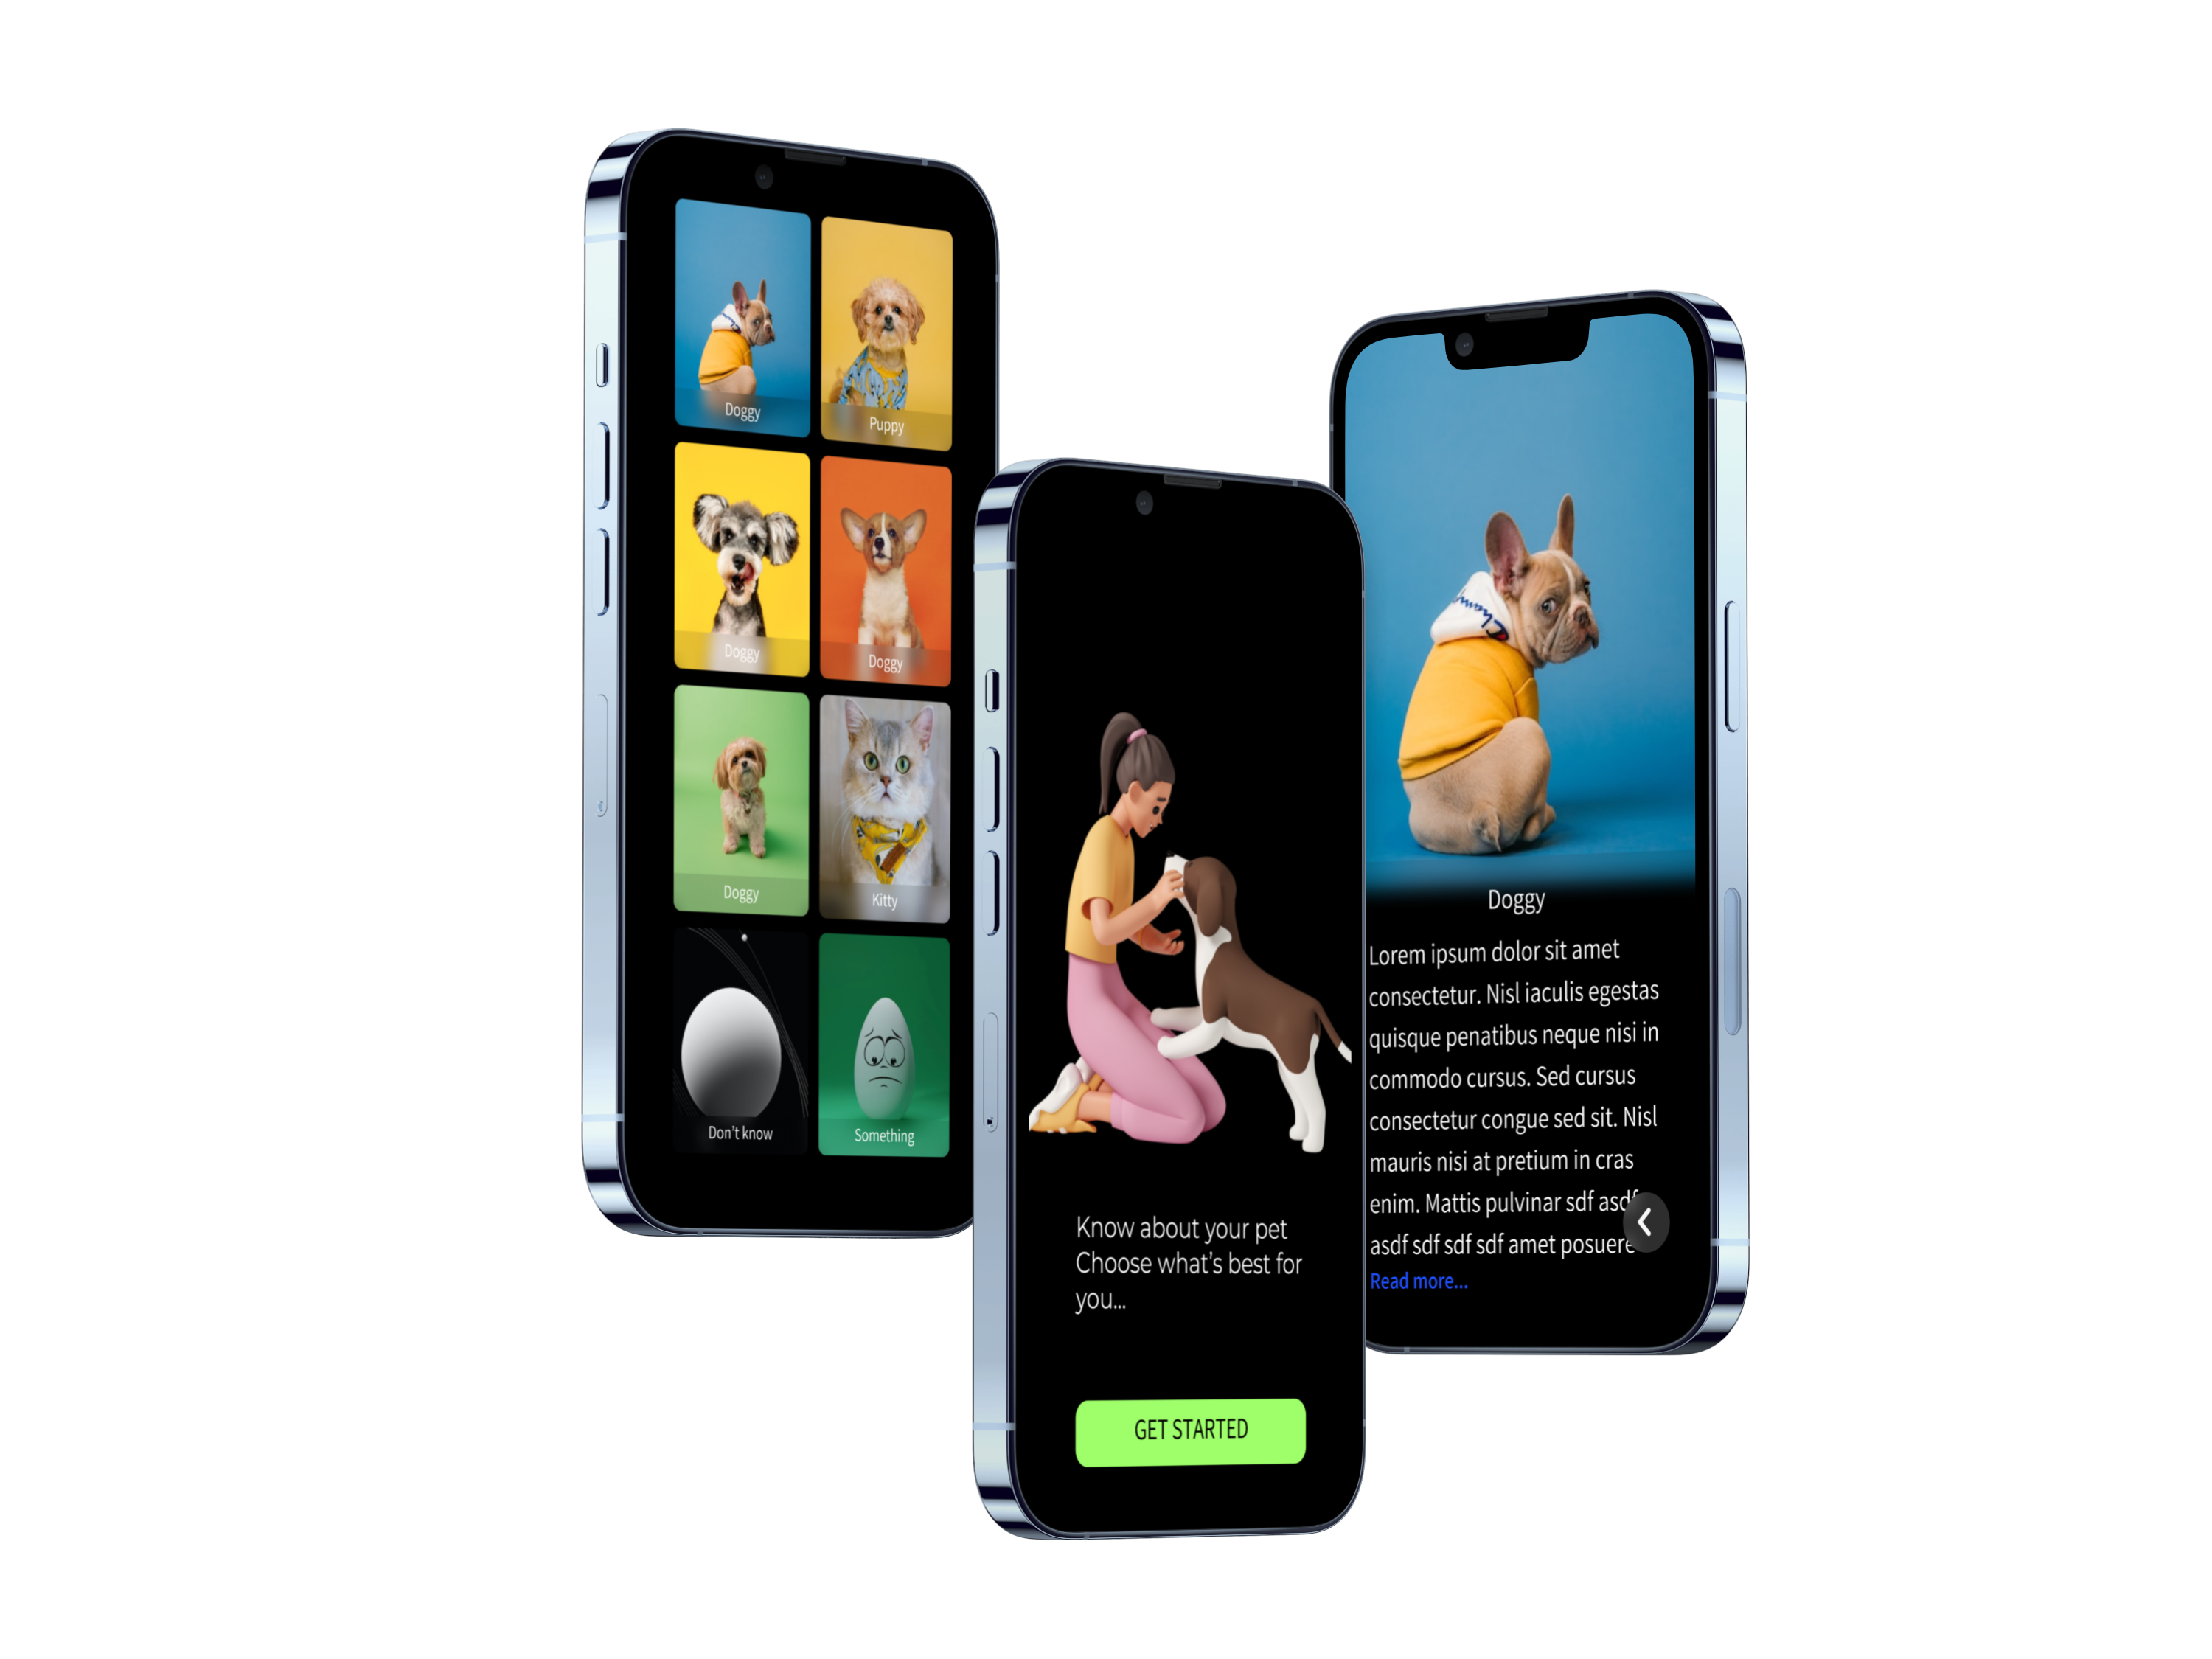 Doggy
Puppy
Doggy
Doggy
Doggy
Kitty
Don't know
Something
Know about your pet
Choose what's best for
you...
GET STARTED
Champ
Doggy
Lorem ipsum dolor sit amet
consectetur. Nisl iaculis egestas
quisque penatibus neque nisi in
commodo cursus. Sed cursus
consectetur congue sed sit. Nisl
mauris nisi at pretium in cras
enim. Mattis pulvinar sdf asdf
asdf sdf sdf sdf amet posuere
Read more...